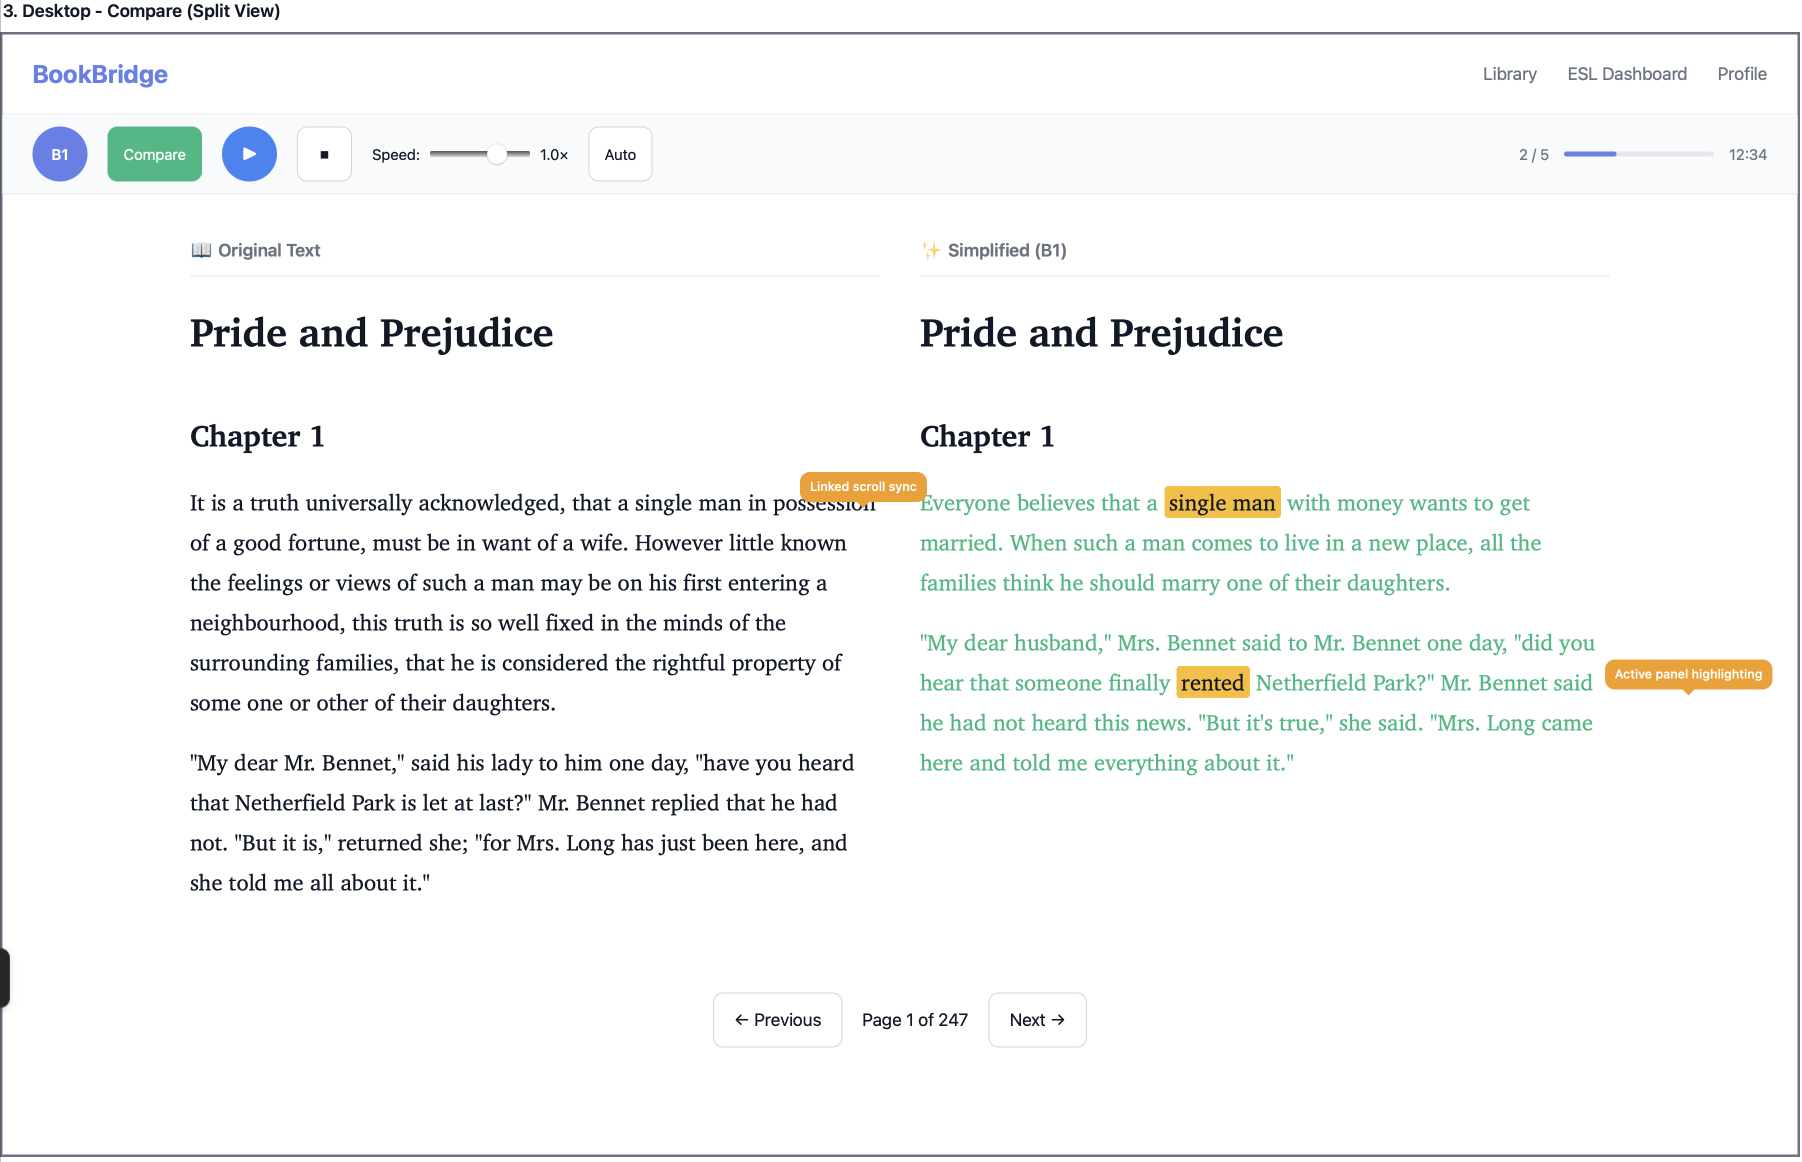 3. Desktop - Compare (Split View)
BookBridge
Library
ESL Dashboard
Profile
B1
Compare
Speed:
1.0×
Auto
2 / 5
12:34
📖 Original Text
Pride and Prejudice
Chapter 1
Linked scroll sync
It is a truth universally acknowledged, that a single man in possession
of a good fortune, must be in want of a wife. However little known
the feelings or views of such a man may be on his first entering a
neighbourhood, this truth is so well fixed in the minds of the
surrounding families, that he is considered the rightful property of
some one or other of their daughters.
"My dear Mr. Bennet," said his lady to him one day, "have you heard
that Netherfield Park is let at last?" Mr. Bennet replied that he had
not. "But it is," returned she; "for Mrs. Long has just been here, and
she told me all about it."
✨ Simplified (B1)
Pride and Prejudice
Chapter 1
Everyone believes that a single man with money wants to get
married. When such a man comes to live in a new place, all the
families think he should marry one of their daughters.
"My dear husband," Mrs. Bennet said to Mr. Bennet one day, "did you
hear that someone finally rented Netherfield Park?" Mr. Bennet said
he had not heard this news. "But it's true," she said. "Mrs. Long came
here and told me everything about it."
Active panel highlighting
← Previous
Page 1 of 247
Next →